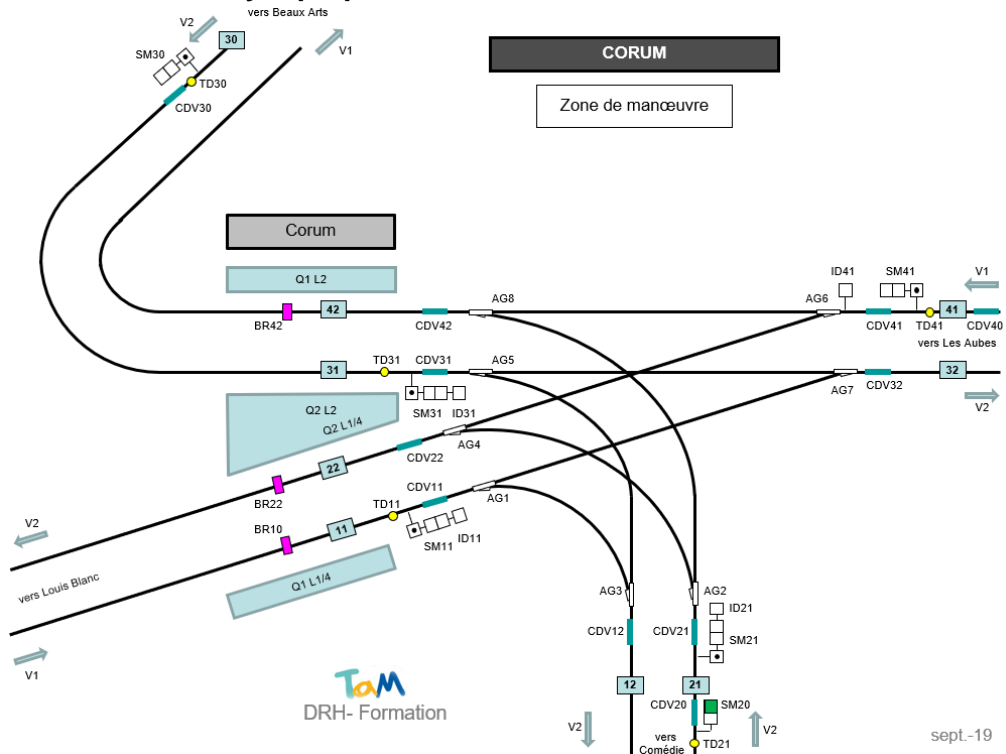 vers Beaux Arts
V2
30
V1
SM30
TD30
CDV30
CORUM
Zone de manœuvre
Corum
Q1 L2
ID41
SM41
V1
42
AG8
AG6
41
BR42
CDV42
CDV41
TD41
CDV40
vers Les Aubes
TD31
CDV31
AG5
31
32
AG7
CDV32
V2
SM31
ID31
Q2 L2
Q2 L1/4
AG4
22
CDV22
CDV11
BR22
TD11
AG1
BR10
11
V2
SM11
ID11
vers Louis Blanc
Q1 L1/4
AG3
AG2
ID21
CDV12
CDV21
SM21
V1
TaM
DRH- Formation
12
21
CDV20
SM20
V2
vers
Comédie
TD21
V2
sept.-19